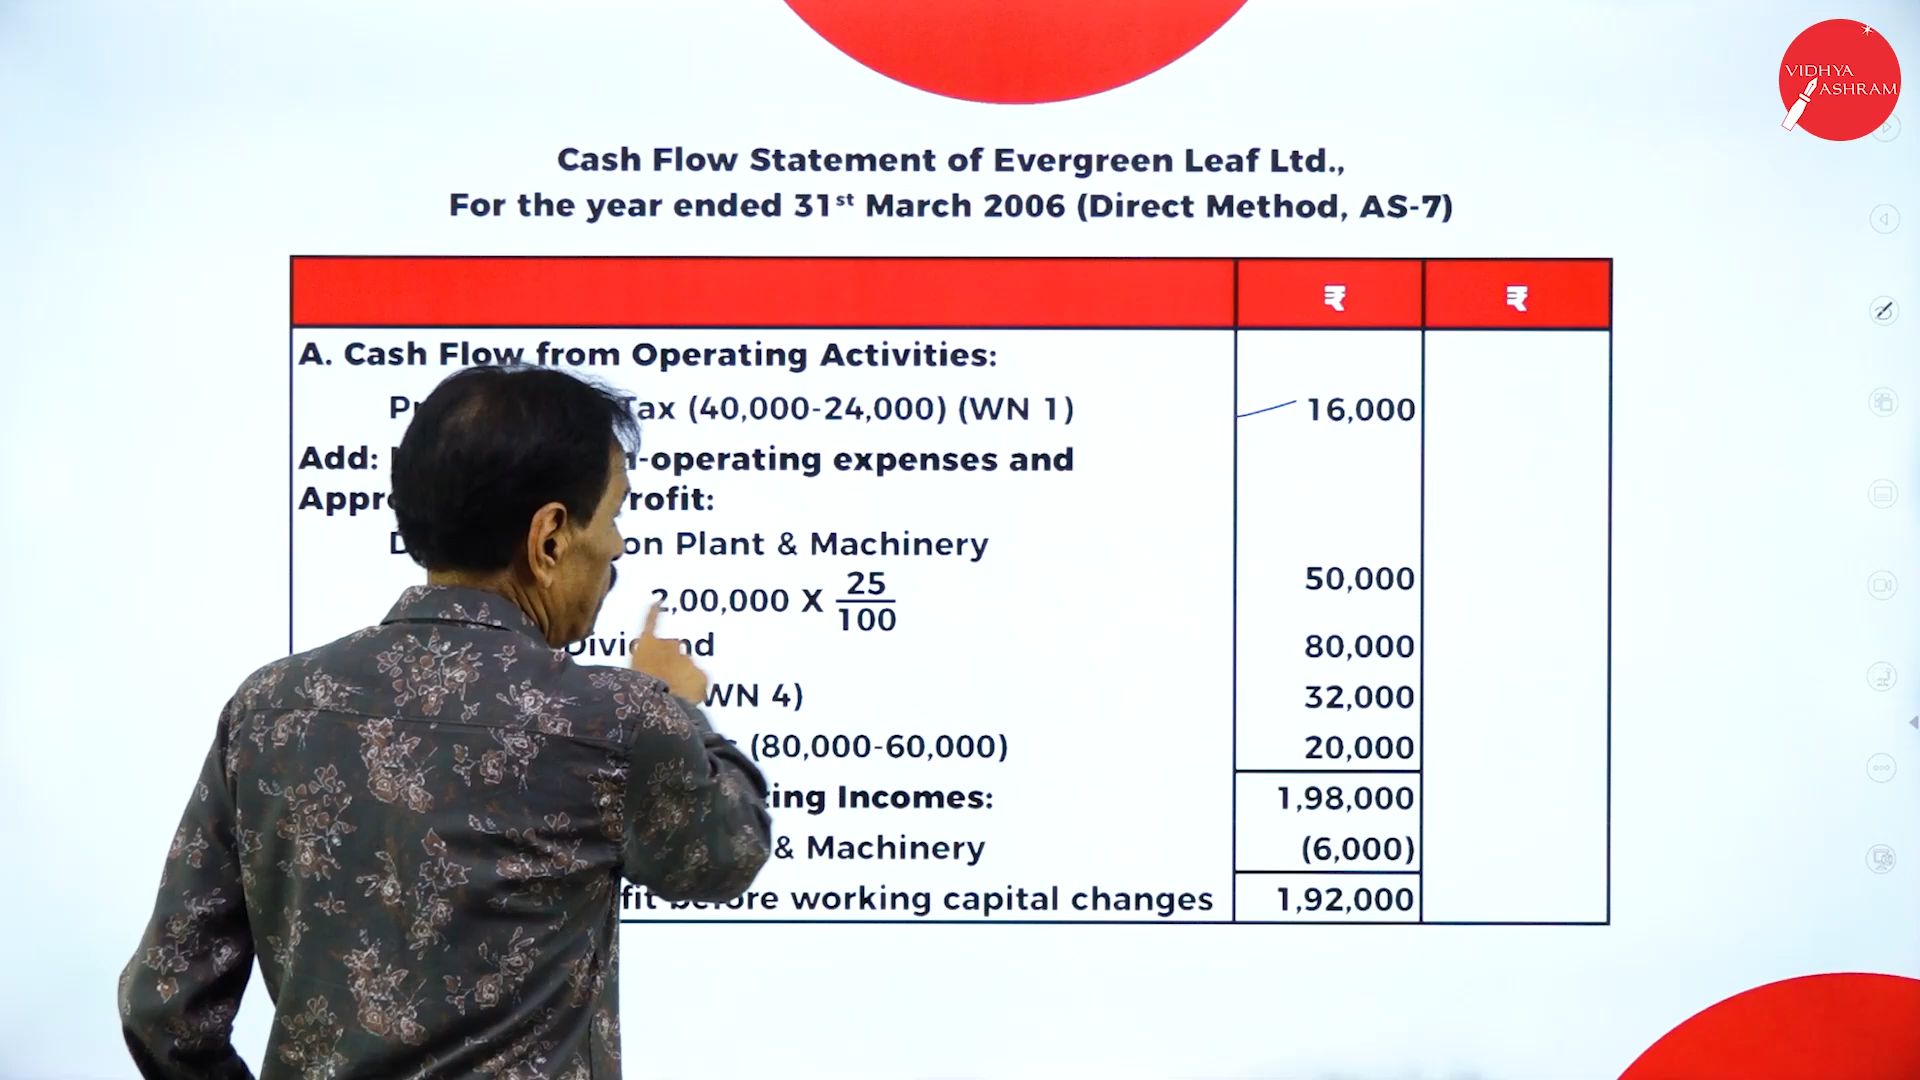 VIDHYA
ASHRAM
Cash Flow Statement of Evergreen Leaf Ltd.,
For the year ended 31st March 2006 (Direct Method, AS-7)
₹ ₹
A. Cash Flow from Operating Activities:
Tax (40,000-24,000) (WN 1) 16,000
Add: -operating expenses and
on Plant & Machinery
2,00,000 X 25/100 50,000
80,000
WN 4) 32,000
(80,000-60,000) 20,000
Incomes: 1,98,000
& Machinery (6,000)
before working capital changes 1,92,000